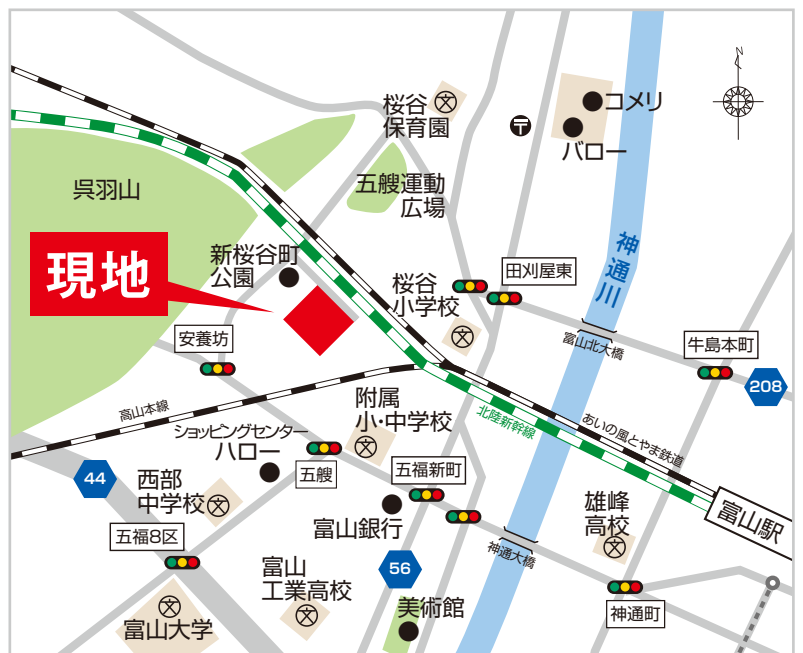 N
桜谷
保育園
コメリ
バロー
呉羽山
五艘運動
広場
現地
新桜谷町
公園
桜谷
小学校
田刈屋東
神通川
富山北大橋
牛島本町
208
安養坊
高山本線
附属
小・中学校
北陸新幹線
あいの風とやま鉄道
ショッピングセンター
ハロー
五艘
44
西部
中学校
五福新町
富山銀行
雄峰
高校
富山駅
五福8区
神通大橋
富山
工業高校
56
美術館
神通町
富山大学